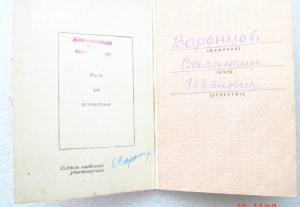 Место
для
фотокарточки
Подпись владельца
удостоверения
Воронцов
(фамилия)
Валентин
(имя)
Иванович
(отчество)